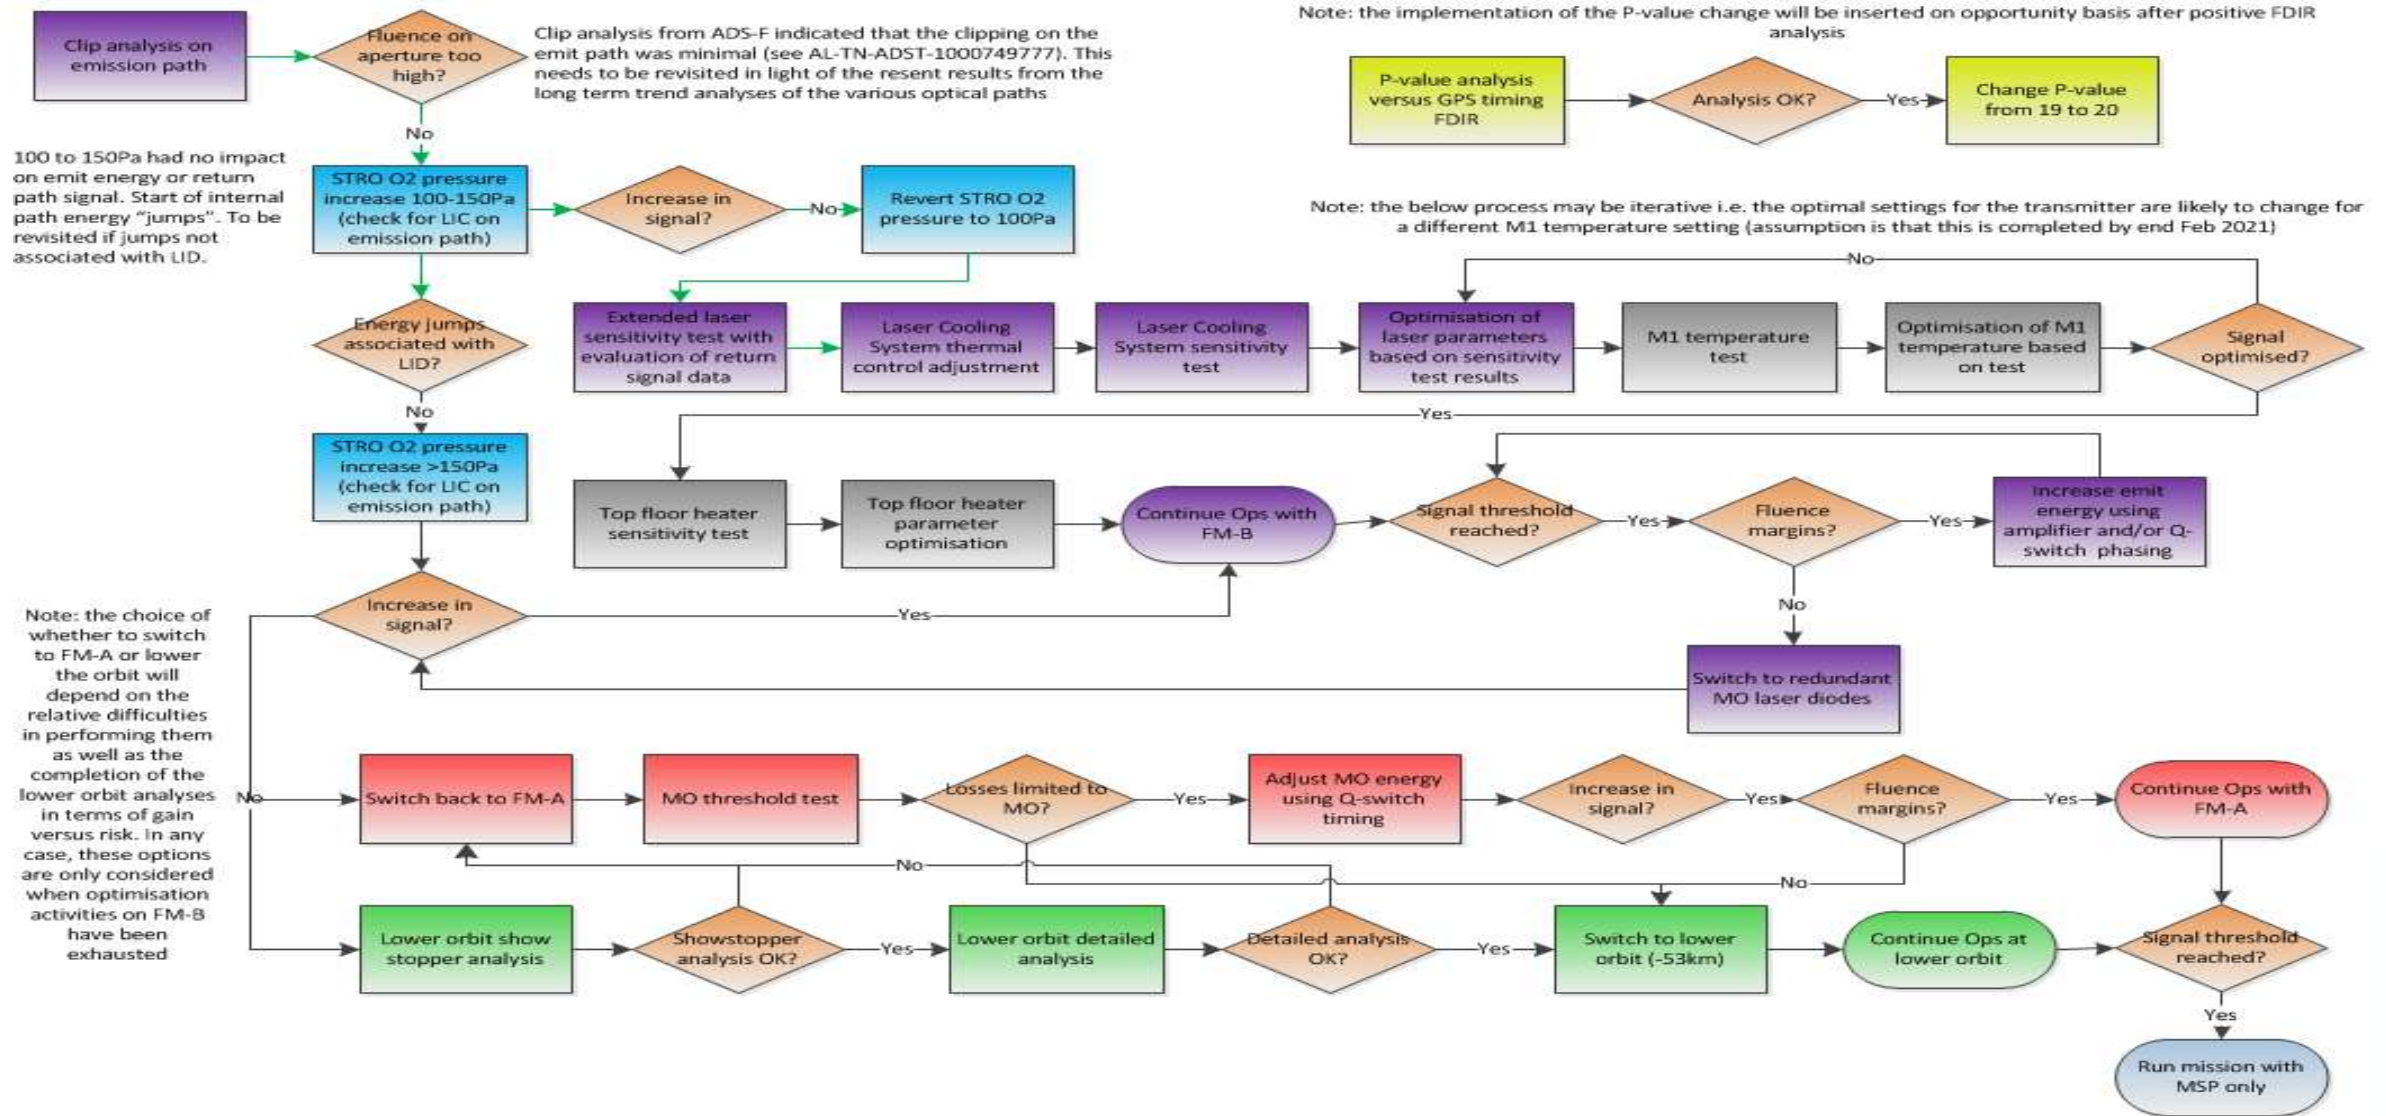 Clip analysis on
emission path
Fluence on
aperture too
high?
Clip analysis from ADS-F indicated that the clipping on the
emit path was minimal (see AL-TN-ADST-1000749777). This
needs to be revisited in light of the resent results from the
long term trend analyses of the various optical paths
Note: the implementation of the P-value change will be inserted on opportunity basis after positive FDIR
analysis
P-value analysis
versus GPS timing
FDIR
Analysis OK?
Yes
Change P-value
from 19 to 20
No
100 to 150Pa had no impact
on emit energy or return
path signal. Start of internal
path energy “jumps”. To be
revisited if jumps not
associated with LID.
STRO O2 pressure
increase 100-150Pa
(check for LIC on
emission path)
Increase in
signal?
No
Revert STRO O2
pressure to 100Pa
Note: the below process may be iterative i.e. the optimal settings for the transmitter are likely to change for
a different M1 temperature setting (assumption is that this is completed by end Feb 2021)
No
Energy jumps
associated with
LID?
Extended laser
sensitivity test with
evaluation of return
signal data
Laser Cooling
System thermal
control adjustment
Laser Cooling
System sensitivity
test
Optimisation of
laser parameters
based on sensitivity
test results
M1 temperature
test
Optimisation of M1
temperature based
on test
Signal
optimised?
No
Yes
STRO O2 pressure
increase >150Pa
(check for LIC on
emission path)
Top floor heater
sensitivity test
Top floor heater
parameter
optimisation
Continue Ops with
FM-B
Signal threshold
reached?
Yes
Fluence
margins?
Yes
Increase emit
energy using
amplifier and/or Q-
switch phasing
No
Increase in
signal?
Yes
Switch to redundant
MO laser diodes
Note: the choice of
whether to switch
to FM-A or lower
the orbit will
depend on the
relative difficulties
in performing them
as well as the
completion of the
lower orbit analyses
in terms of gain
versus risk. In any
case, these options
are only considered
when optimisation
activities on FM-B
have been
exhausted
No
Switch back to FM-A
MO threshold test
Losses limited to
MO?
Yes
Adjust MO energy
using Q-switch
timing
Increase in
signal?
Yes
Fluence
margins?
Yes
Continue Ops with
FM-A
No
No
Lower orbit show
stopper analysis
Showstopper
analysis OK?
Yes
Lower orbit detailed
analysis
Detailed analysis
OK?
Yes
Switch to lower
orbit (-53km)
Continue Ops at
lower orbit
Signal threshold
reached?
Yes
Run mission with
MSP only